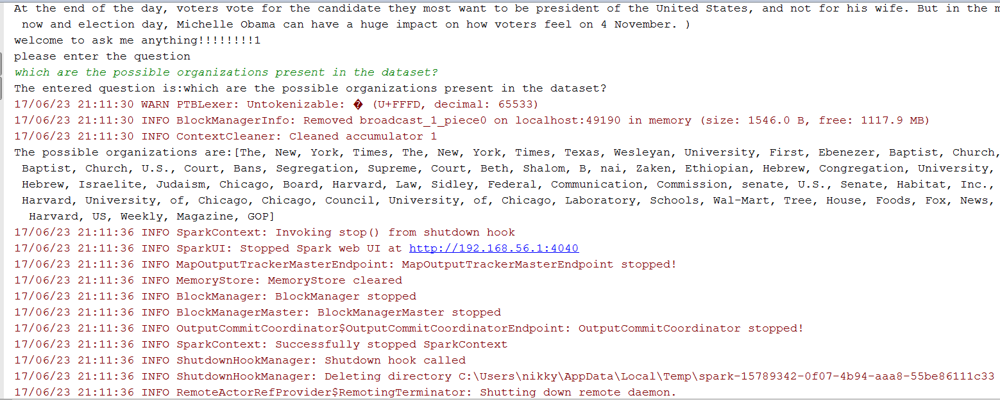 At the end of the day, voters vote for the candidate they most want to be president of the United States, and not for his wife. But in the
now and election day, Michelle Obama can have a huge impact on how voters feel on 4 November. )
welcome to ask me anything!!!!!!!!!1
please enter the question
which are the possible organizations present in the dataset?
The entered question is:which are the possible organizations present in the dataset?
17/06/23 21:11:30 WARN PTBLexer: Untokenizable: � (U+FFFD, decimal: 65533)
17/06/23 21:11:30 INFO BlockManagerInfo: Removed broadcast_1_piece0 on localhost:49190 in memory (size: 1546.0 B, free: 1117.9 MB)
17/06/23 21:11:30 INFO ContextCleaner: Cleaned accumulator 1
The possible organizations are:[The, New, York, Times, The, New, York, Times, Texas, Wesleyan, University, First, Ebenezer, Baptist, Church,
Baptist, Church, U.S., Court, Bans, Segregation, Supreme, Court, Beth, Shalom, B, nai, Zaken, Ethiopian, Hebrew, Congregation, University,
Hebrew, Israelite, Judaism, Chicago, Board, Harvard, Law, Sidley, Federal, Communication, Commission, senate, U.S., Senate, Habitat, Inc.,
Harvard, University, of, Chicago, Chicago, Council, University, of, Chicago, Laboratory, Schools, Wal-Mart, Tree, House, Foods, Fox, News,
Harvard, US, Weekly, Magazine, GOP]
17/06/23 21:11:36 INFO SparkContext: Invoking stop() from shutdown hook
17/06/23 21:11:36 INFO SparkUI: Stopped Spark web UI at http://192.168.56.1:4040
17/06/23 21:11:36 INFO MapOutputTrackerMasterEndpoint: MapOutputTrackerMasterEndpoint stopped!
17/06/23 21:11:36 INFO MemoryStore: MemoryStore cleared
17/06/23 21:11:36 INFO BlockManager: BlockManager stopped
17/06/23 21:11:36 INFO BlockManagerMaster: BlockManagerMaster stopped
17/06/23 21:11:36 INFO OutputCommitCoordinator$OutputCommitCoordinatorEndpoint: OutputCommitCoordinator stopped!
17/06/23 21:11:36 INFO SparkContext: Successfully stopped SparkContext
17/06/23 21:11:36 INFO ShutdownHookManager: Shutdown hook called
17/06/23 21:11:36 INFO ShutdownHookManager: Deleting directory C:\Users\nikky\AppData\Local\Temp\spark-15789342-0f07-4b94-aaa8-55be86111c33
17/06/23 21:11:36 INFO RemoteActorRefProvider$RemotingTerminator: Shutting down remote daemon.